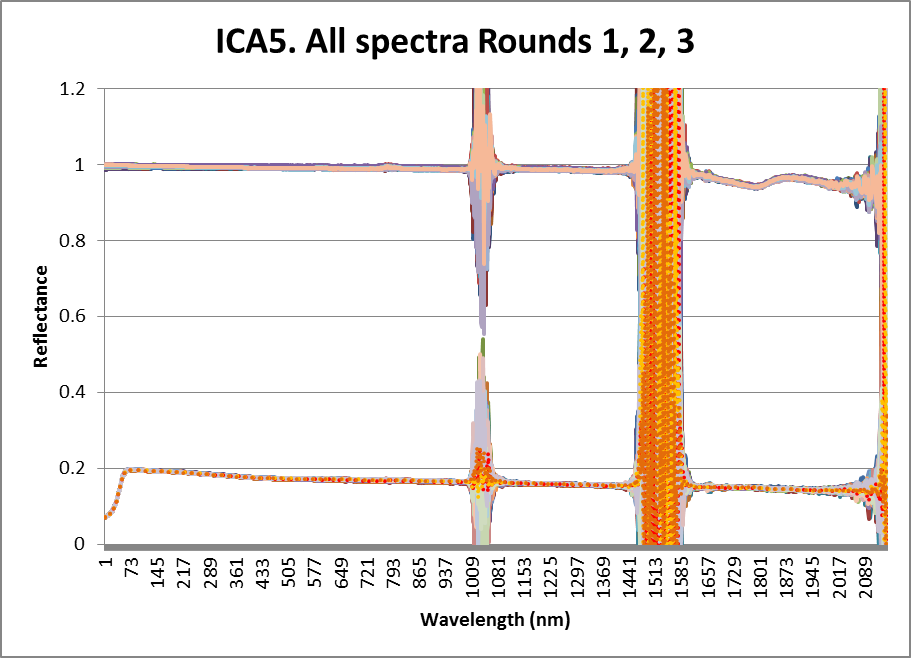 ICA5. All spectra Rounds 1, 2, 3
1.2
1
0.8
0.6
0.4
0.2
0
Reflectance
1 73 145 217 289 361 433 505 577 649 721 793 865 937 1009 1081 1153 1225 1297 1369 1441 1513 1585 1657 1729 1801 1873 1945 2017 2089
Wavelength (nm)